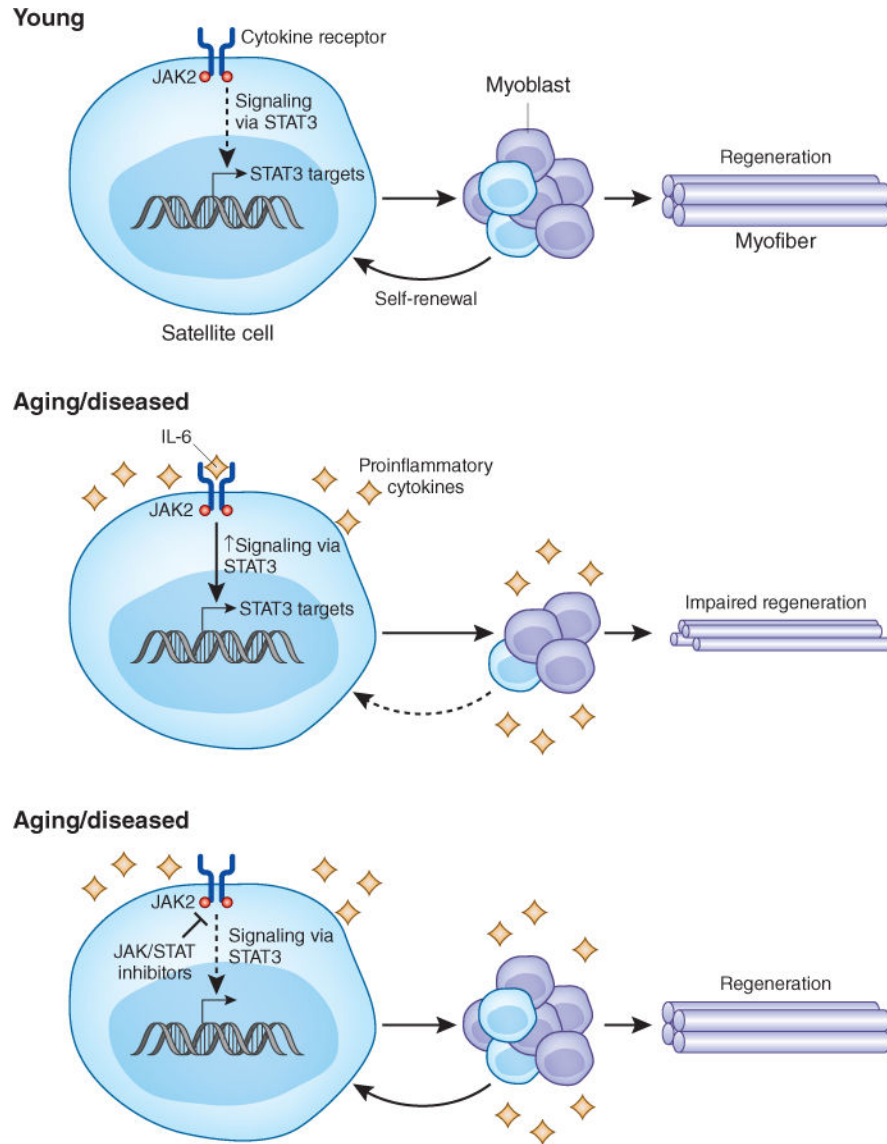 Young
Cytokine receptor
JAK2
Signaling
via STAT3
STAT3 targets
Satellite cell
Myoblast
Self-renewal
Regeneration
Myofiber
Aging/diseased
IL-6
Proinflammatory
cytokines
JAK2
↑Signaling via
STAT3
STAT3 targets
Impaired regeneration
Aging/diseased
JAK2
JAK/STAT
inhibitors
Signaling via
STAT3
Regeneration